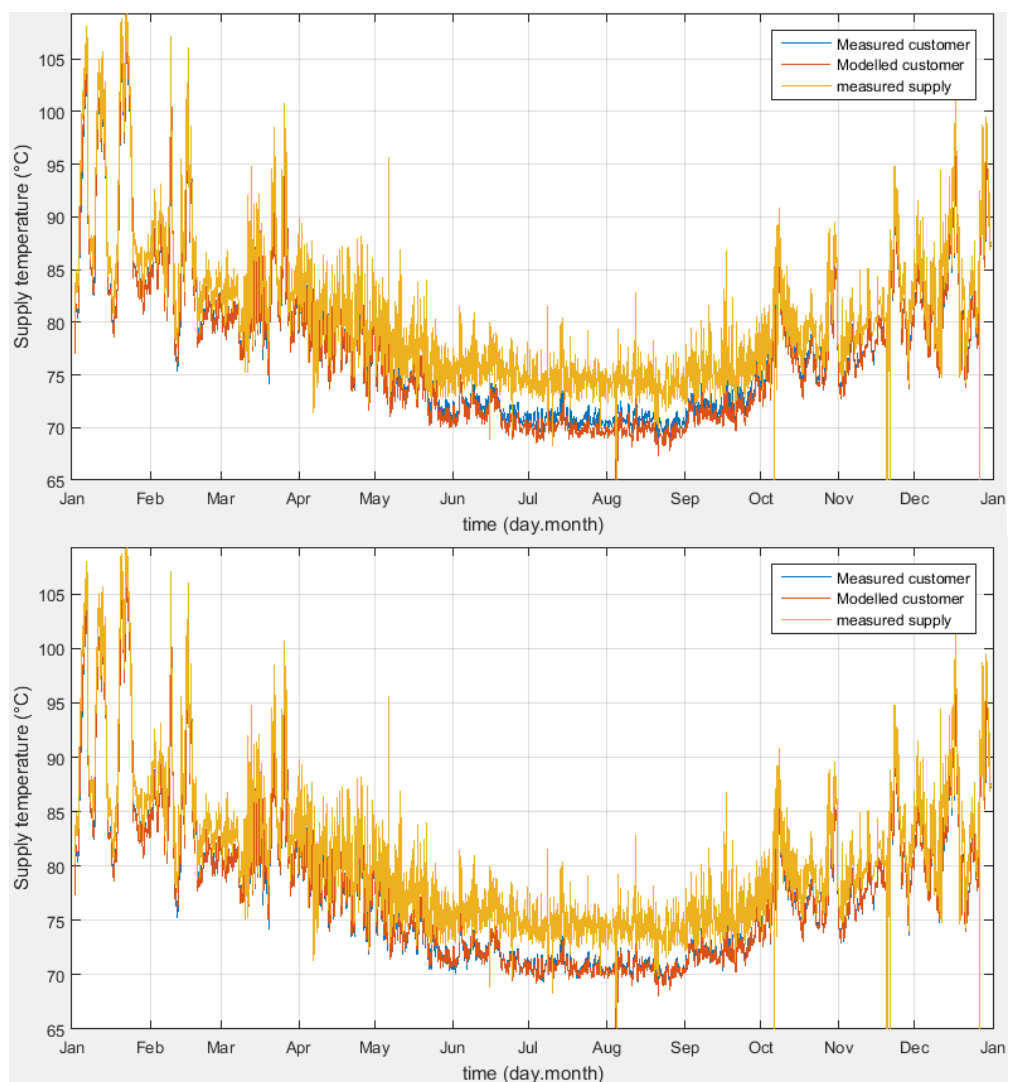 105
100
95
90
85
80
75
70
65
Supply temperature (°C)
Measured customer
Modelled customer
measured supply
Jan Feb Mar Apr May Jun Jul Aug Sep Oct Nov Dec Jan
time (day.month)
105
100
95
90
85
80
75
70
65
Supply temperature (°C)
Measured customer
Modelled customer
measured supply
Jan Feb Mar Apr May Jun Jul Aug Sep Oct Nov Dec Jan
time (day.month)